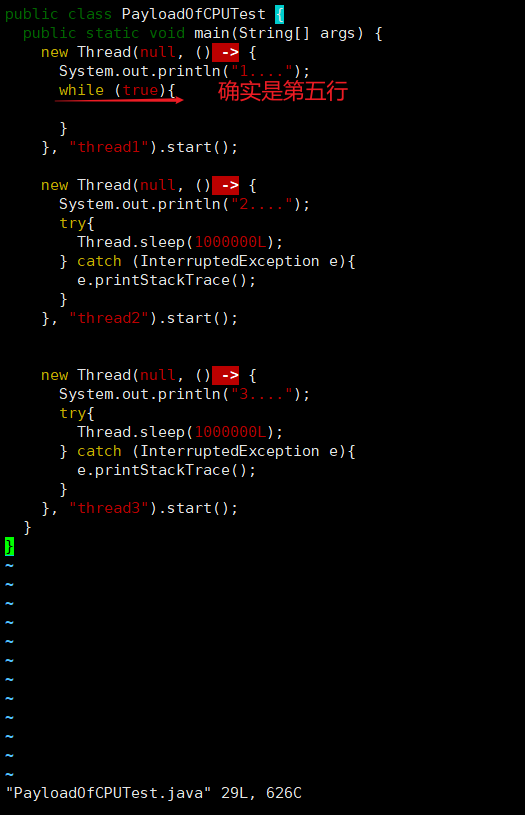 public class PayloadOfCPUTest {
  public static void main(String[] args) {
    new Thread(null, () -> {
      System.out.println("1....");
      while (true){ 确实是第五行

      }
    }, "thread1").start();

    new Thread(null, () -> {
      System.out.println("2....");
      try{
        Thread.sleep(1000000L);
      } catch (InterruptedException e){
        e.printStackTrace();
      }
    }, "thread2").start();


    new Thread(null, () -> {
      System.out.println("3....");
      try{
        Thread.sleep(1000000L);
      } catch (InterruptedException e){
        e.printStackTrace();
      }
    }, "thread3").start();
  }
}
~
~
~
~
~
~
~
~
~
~
~
~
"PayloadOfCPUTest.java" 29L, 626C